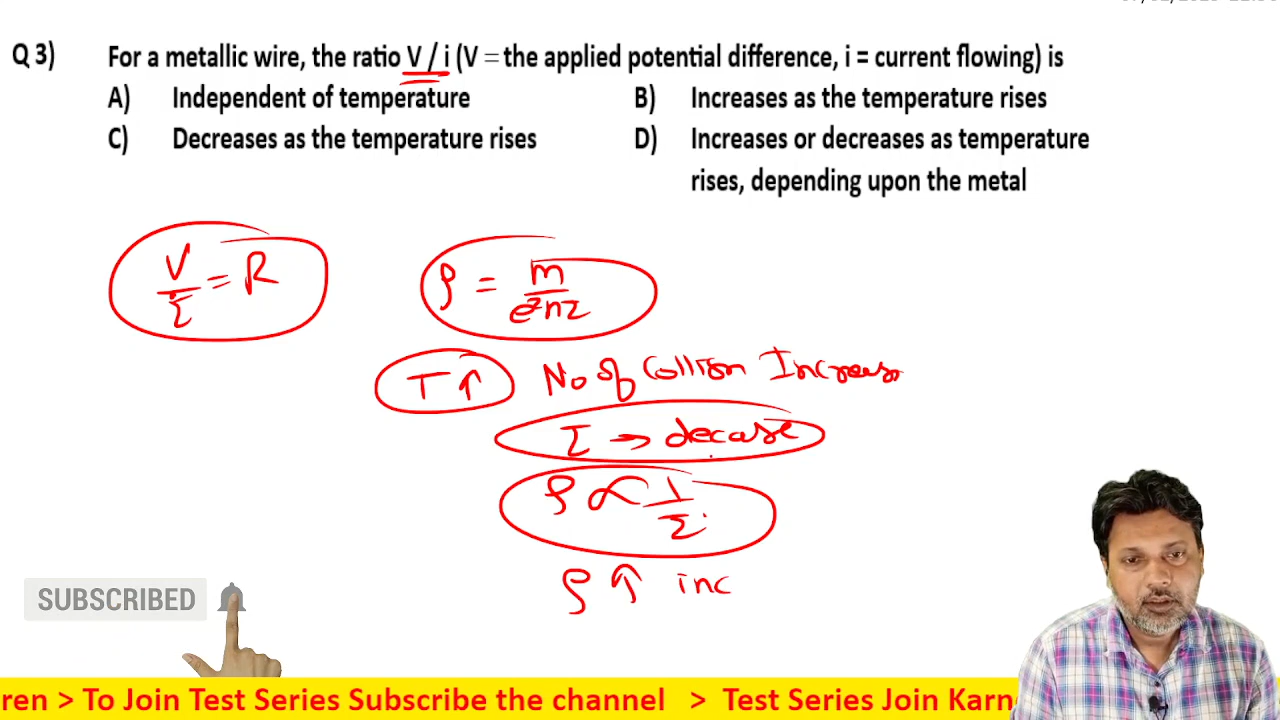 Q 3) For a metallic wire, the ratio V / i (V = the applied potential difference, i = current flowing) is
A) Independent of temperature B) Increases as the temperature rises
C) Decreases as the temperature rises D) Increases or decreases as temperature
rises, depending upon the metal
V/I = R
ρ = m/e²nτ
T↑ No of Collision Increase
τ → decase
ρ ∝ 1/τ
ρ ↑ inc
SUBSCRIBED
ren > To Join Test Series Subscribe the channel > Test Series Join Karn